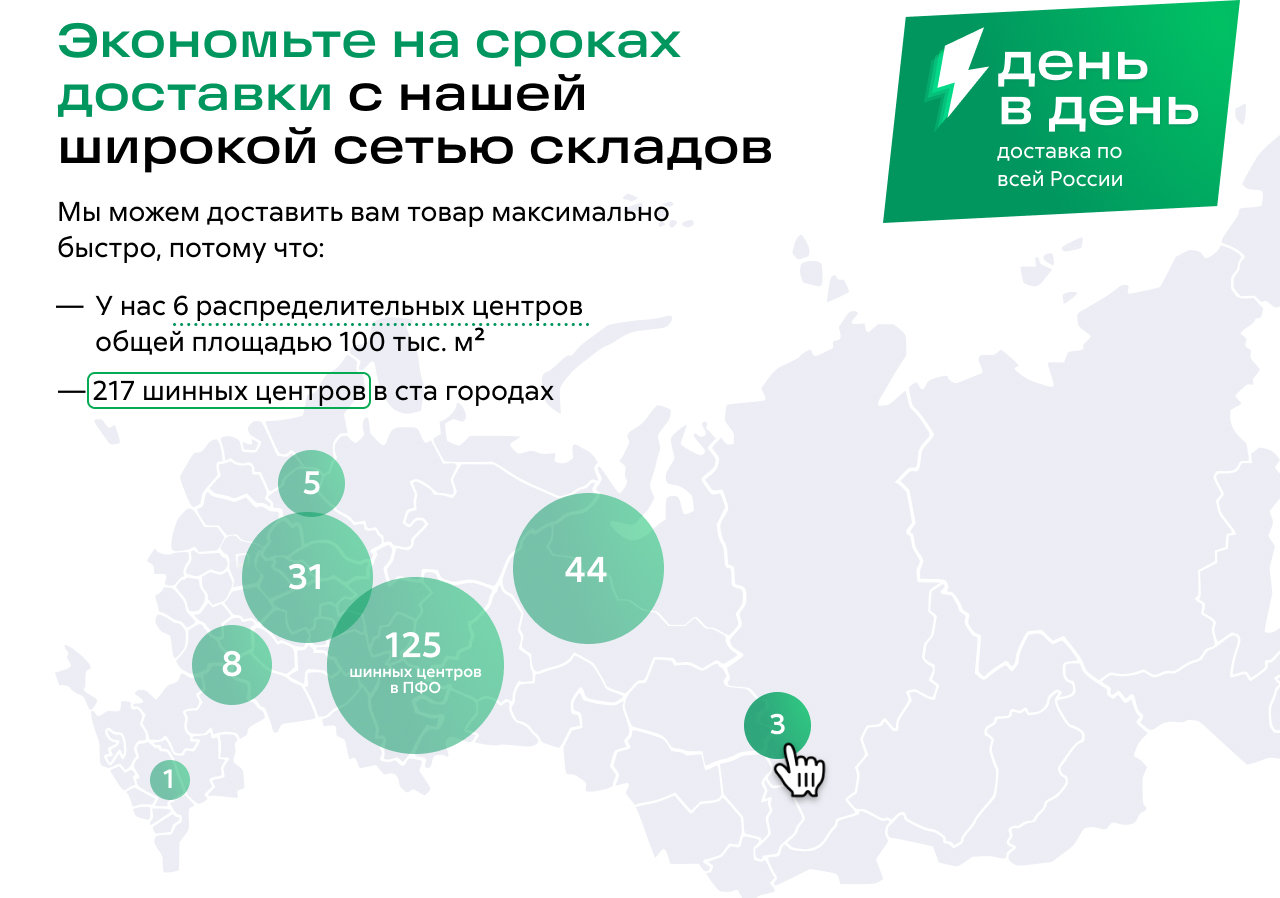 Экономьте на сроках
доставки с нашей
широкой сетью складов
день
в день
доставка по
всей России
Мы можем доставить вам товар максимально
быстро, потому что:
— У нас 6 распределительных центров
общей площадью 100 тыс. м²
— 217 шинных центров в ста городах
5
31
44
125
шинных центров
в ПФО
8
3
1